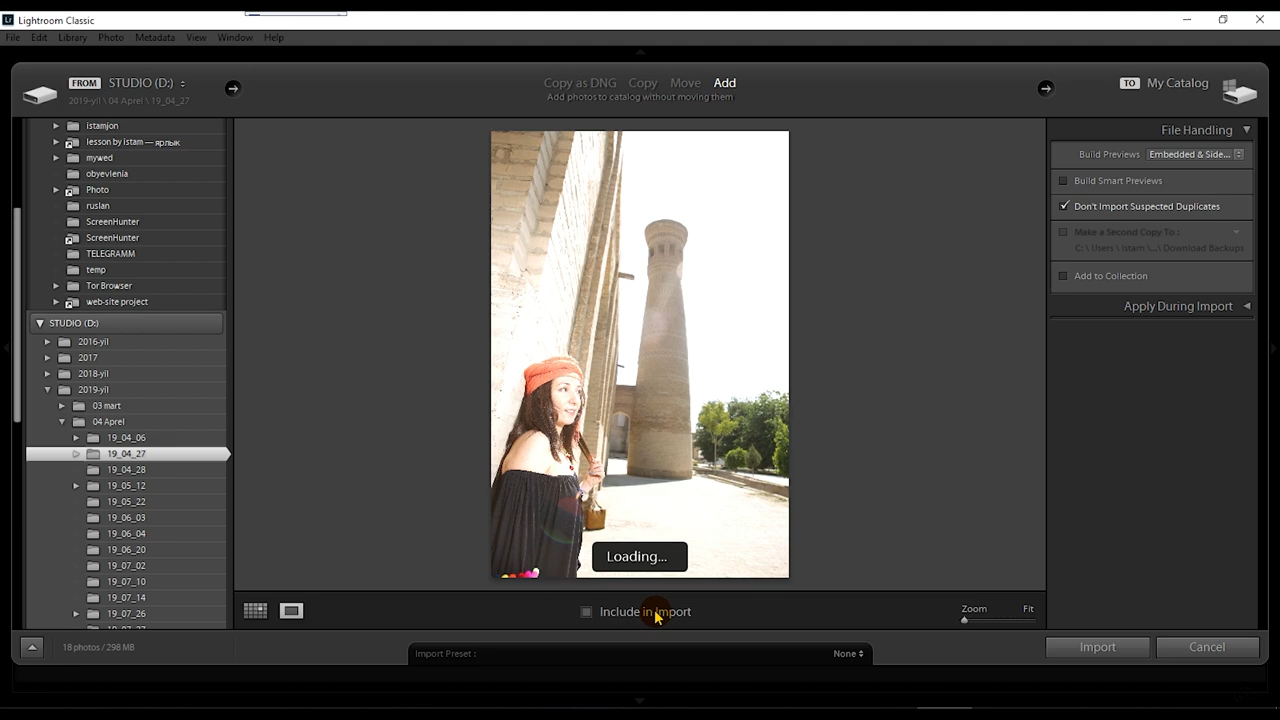 Lightroom Classic
File Edit Library Photo Metadata View Window Help
FROM STUDIO (D:)
2019-yil \ 04 Aprel \ 19_04_27
Copy as DNG Copy Move Add
Add photos to catalog without moving them
TO My Catalog
istamjon
lesson by istam — ярлык
mywed
obyevlenia
Photo
ruslan
ScreenHunter
ScreenHunter
TELEGRAMM
temp
Tor Browser
web-site project
STUDIO (D:)
2016-yil
2017
2018-yil
2019-yil
03 mart
04 Aprel
19_04_06
19_04_27
19_04_28
19_05_12
19_05_22
19_06_03
19_06_04
19_06_20
19_07_02
19_07_10
19_07_14
19_07_26
File Handling
Build Previews Embedded & Side...
Build Smart Previews
Don't Import Suspected Duplicates
Make a Second Copy To :
C: \ Users \ Istam \...\ Download Backups
Add to Collection
Apply During Import
Loading...
Include in Import
Zoom Fit
18 photos / 298 MB
Import Preset : None
Import Cancel